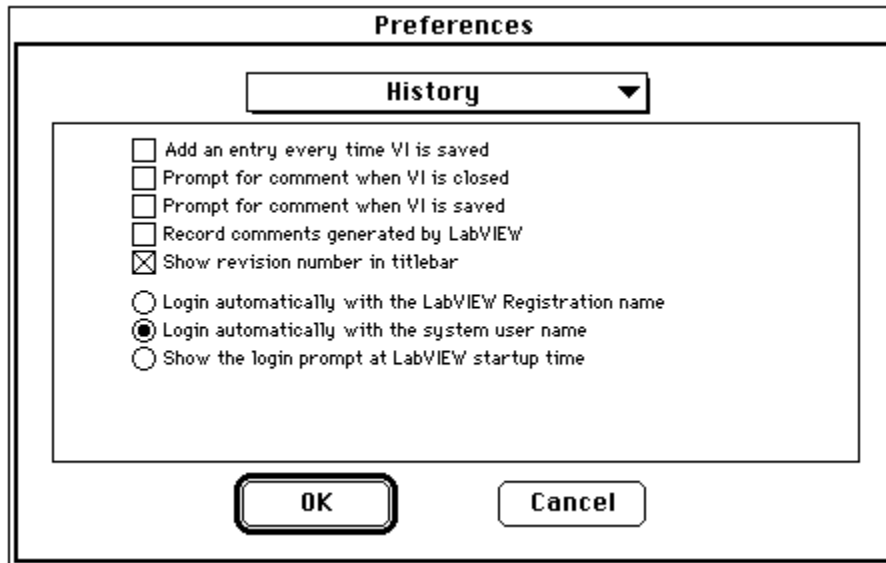 Preferences
History
Add an entry every time VI is saved
Prompt for comment when VI is closed
Prompt for comment when VI is saved
Record comments generated by LabVIEW
Show revision number in titlebar
Login automatically with the LabVIEW Registration name
Login automatically with the system user name
Show the login prompt at LabVIEW startup time
OK Cancel